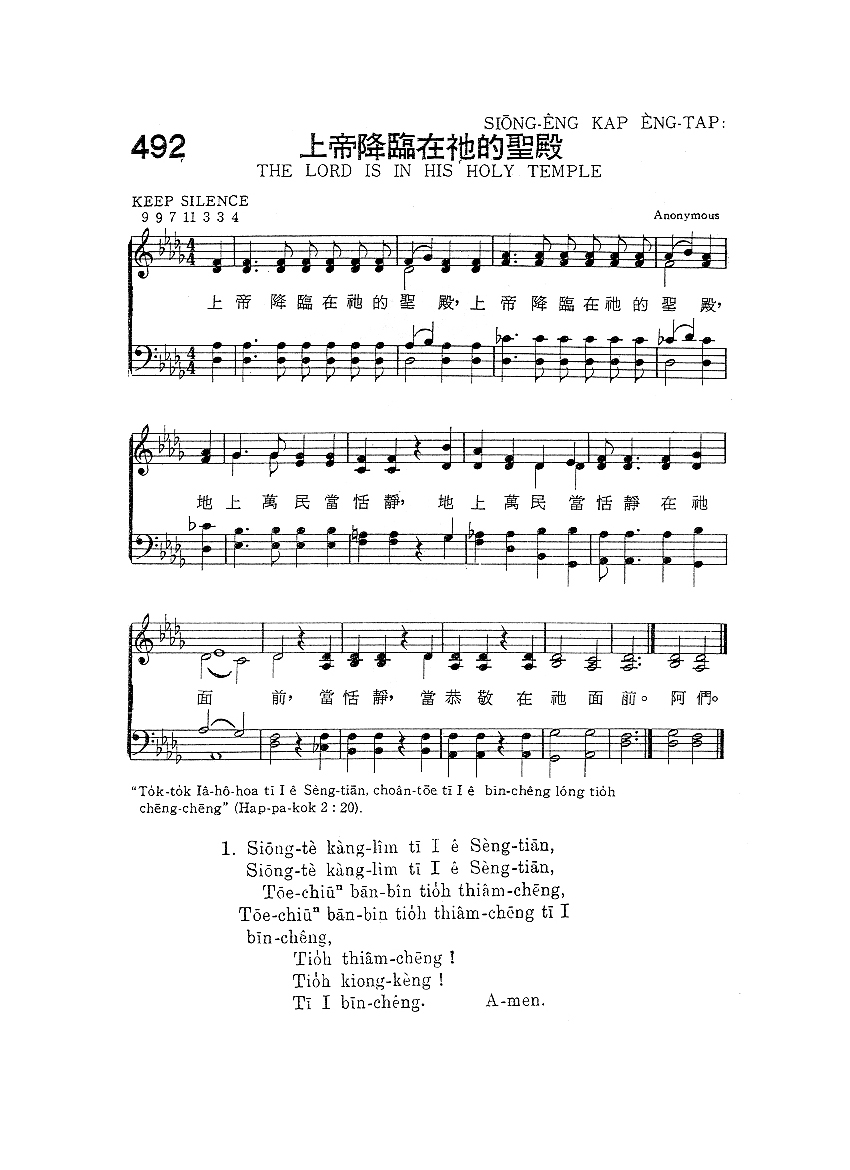 SIŌNG-ÊNG KAP ÈNG-TAP:
492 上帝降臨在祂的聖殿
THE LORD IS IN HIS HOLY TEMPLE
KEEP SILENCE
9 9 7 11 3 3 4 Anonymous
4 4
上 帝 降 臨 在 祂 的 聖 殿, 上 帝 降 臨 在 祂 的 聖 殿,
4 4
地 上 萬 民 當 恬 靜, 地 上 萬 民 當 恬 靜 在 祂
面 前, 當 恬 靜, 當 恭 敬 在 祂 面 前。 阿 們。
“To̍k-to̍k Iâ-hô-hoa tī I ê Sèng-tiān, choân-tōe tī I ê bīn-chêng lóng tio̍h
chēng-chēng” (Hap-pa-kok 2 : 20).
1. Siōng-tè kàng-lîm tī I ê Sèng-tiān,
Siōng-tè kàng-lîm tī I ê Sèng-tiān,
Tōe-chiūⁿ bān-bîn tio̍h thiâm-chēng,
Tōe-chiūⁿ bān-bîn tio̍h thiâm-chēng tī I
bīn-chêng,
Tio̍h thiâm-chēng !
Tio̍h kiong-kèng !
Tī I bīn-chêng. A-men.